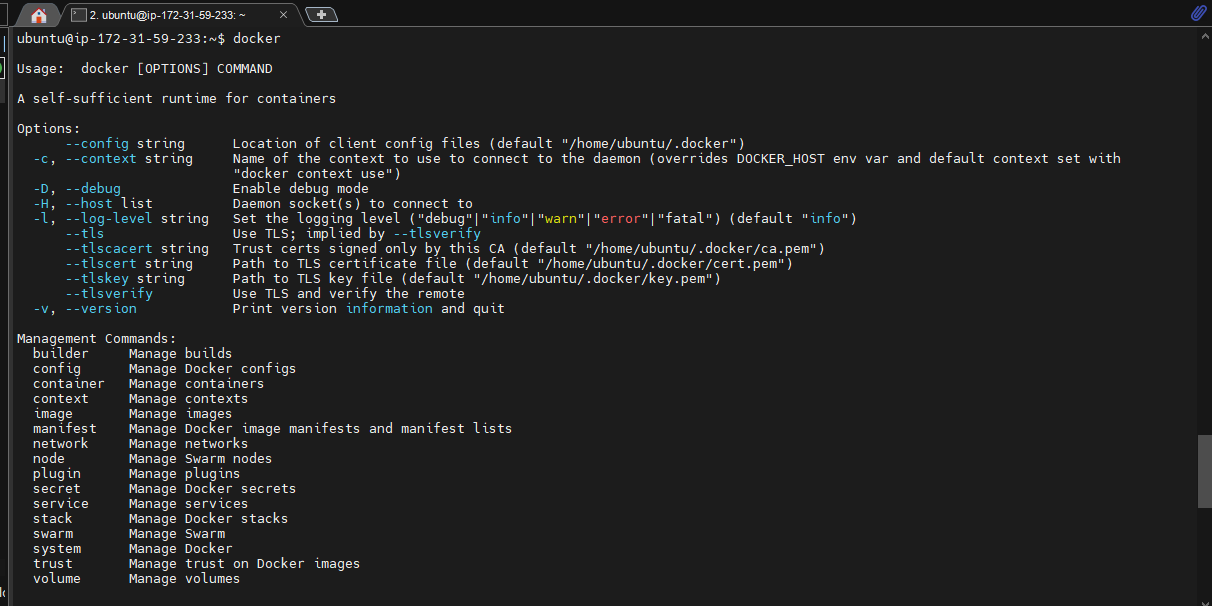 2. ubuntu@ip-172-31-59-233: ~
ubuntu@ip-172-31-59-233:~$ docker
Usage:  docker [OPTIONS] COMMAND
A self-sufficient runtime for containers
Options:
      --config string      Location of client config files (default "/home/ubuntu/.docker")
  -c, --context string     Name of the context to use to connect to the daemon (overrides DOCKER_HOST env var and default context set with
                           "docker context use")
  -D, --debug              Enable debug mode
  -H, --host list          Daemon socket(s) to connect to
  -l, --log-level string   Set the logging level ("debug"|"info"|"warn"|"error"|"fatal") (default "info")
      --tls                Use TLS; implied by --tlsverify
      --tlscacert string   Trust certs signed only by this CA (default "/home/ubuntu/.docker/ca.pem")
      --tlscert string     Path to TLS certificate file (default "/home/ubuntu/.docker/cert.pem")
      --tlskey string      Path to TLS key file (default "/home/ubuntu/.docker/key.pem")
      --tlsverify          Use TLS and verify the remote
  -v, --version            Print version information and quit
Management Commands:
  builder     Manage builds
  config      Manage Docker configs
  container   Manage containers
  context     Manage contexts
  image       Manage images
  manifest    Manage Docker image manifests and manifest lists
  network     Manage networks
  node        Manage Swarm nodes
  plugin      Manage plugins
  secret      Manage Docker secrets
  service     Manage services
  stack       Manage Docker stacks
  swarm       Manage Swarm
  system      Manage Docker
  trust       Manage trust on Docker images
  volume      Manage volumes